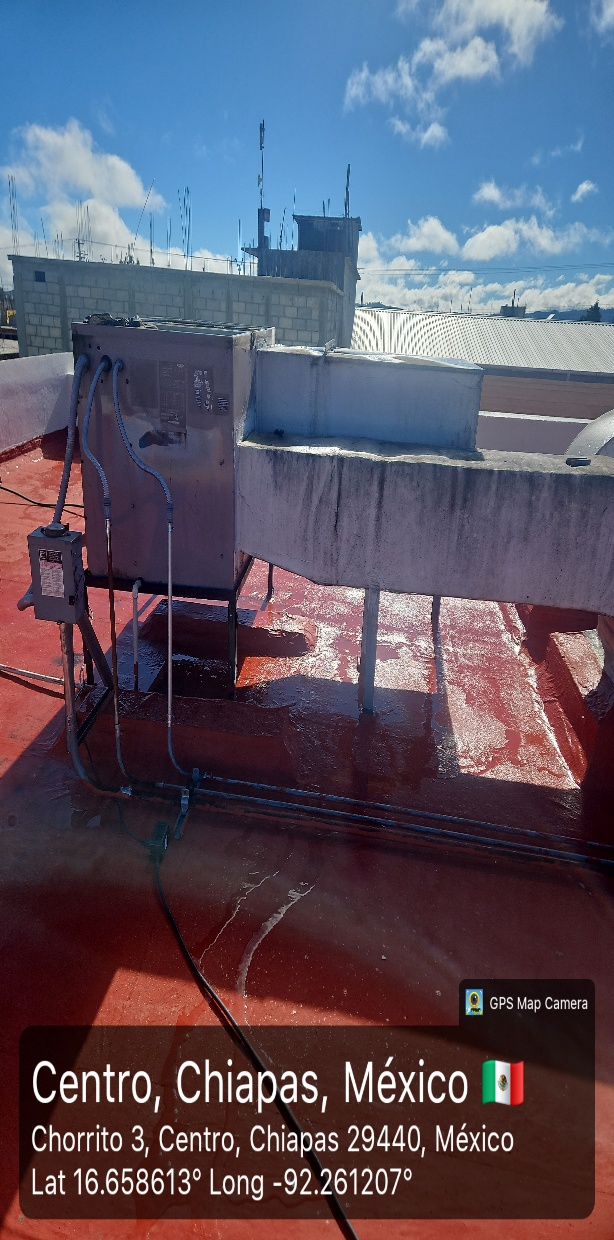 GPS Map Camera
Centro, Chiapas, México 🇲🇽
Chorrito 3, Centro, Chiapas 29440, México
Lat 16.658613° Long -92.261207°